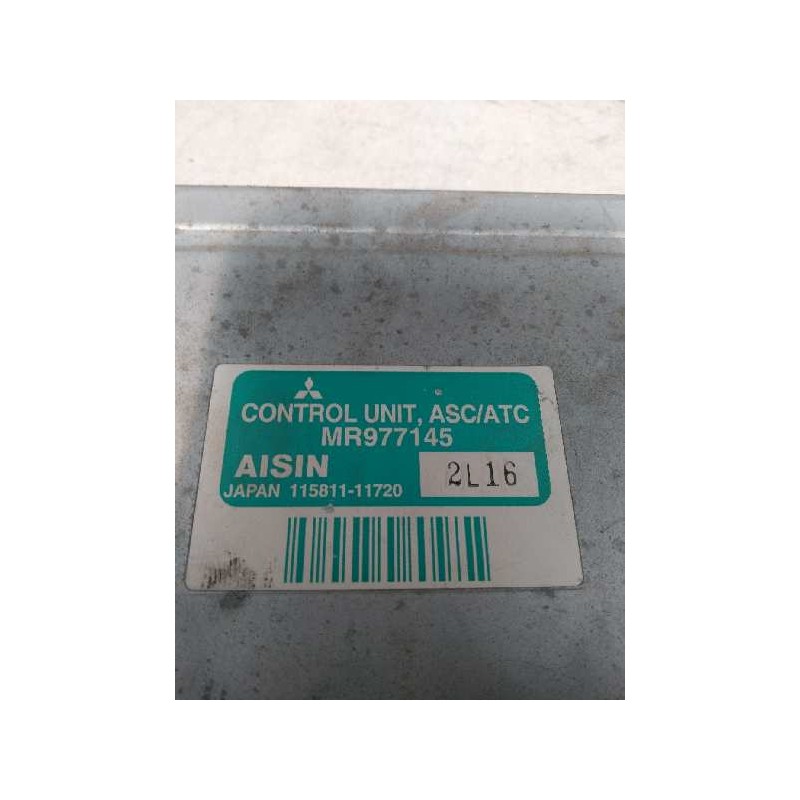 CONTROL UNIT, ASC/ATC
MR977145
AISIN
2L16
JAPAN 115811-11720